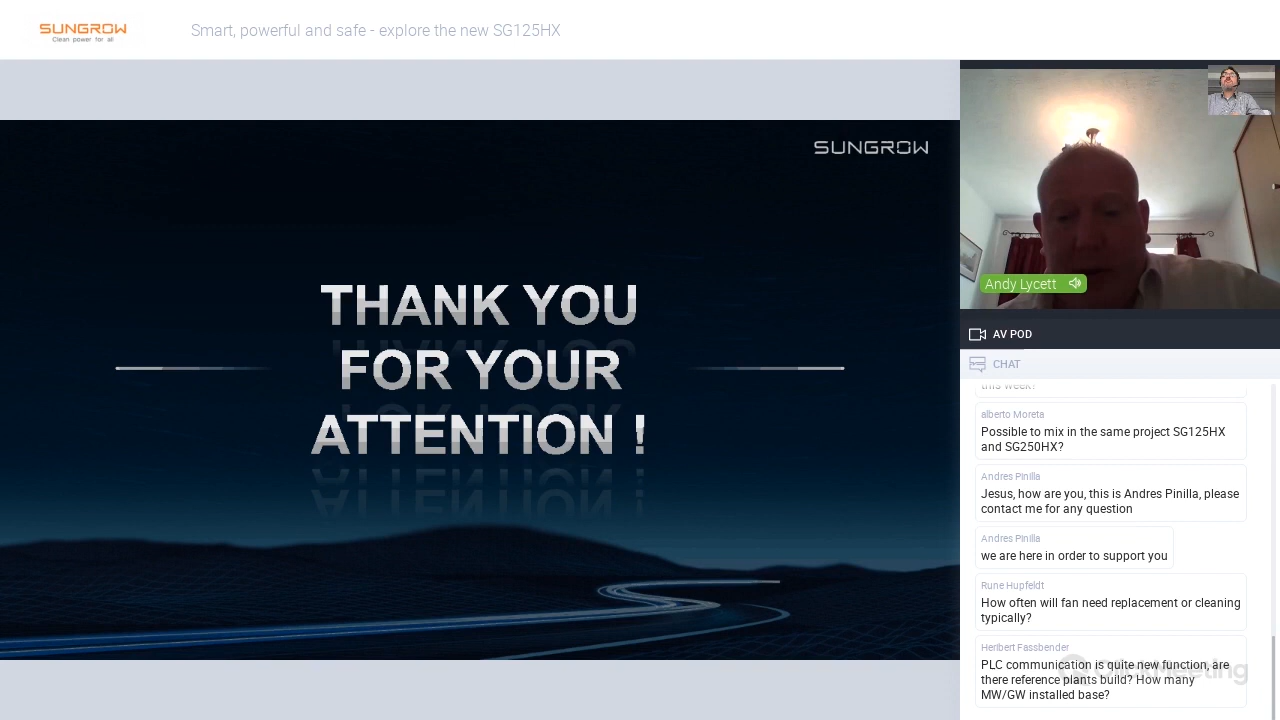 SUNGROW
Clean power for all
Smart, powerful and safe - explore the new SG125HX
SUNGROW
THANK YOU
FOR YOUR
ATTENTION !
Andy Lycett
AV POD
CHAT
this week?
alberto Moreta
Possible to mix in the same project SG125HX
and SG250HX?
Andres Pinilla
Jesus, how are you, this is Andres Pinilla, please
contact me for any question
Andres Pinilla
we are here in order to support you
Rune Hupfeldt
How often will fan need replacement or cleaning
typically?
Heribert Fassbender
PLC communication is quite new function, are
there reference plants build? How many
MW/GW installed base?
ClickMeeting